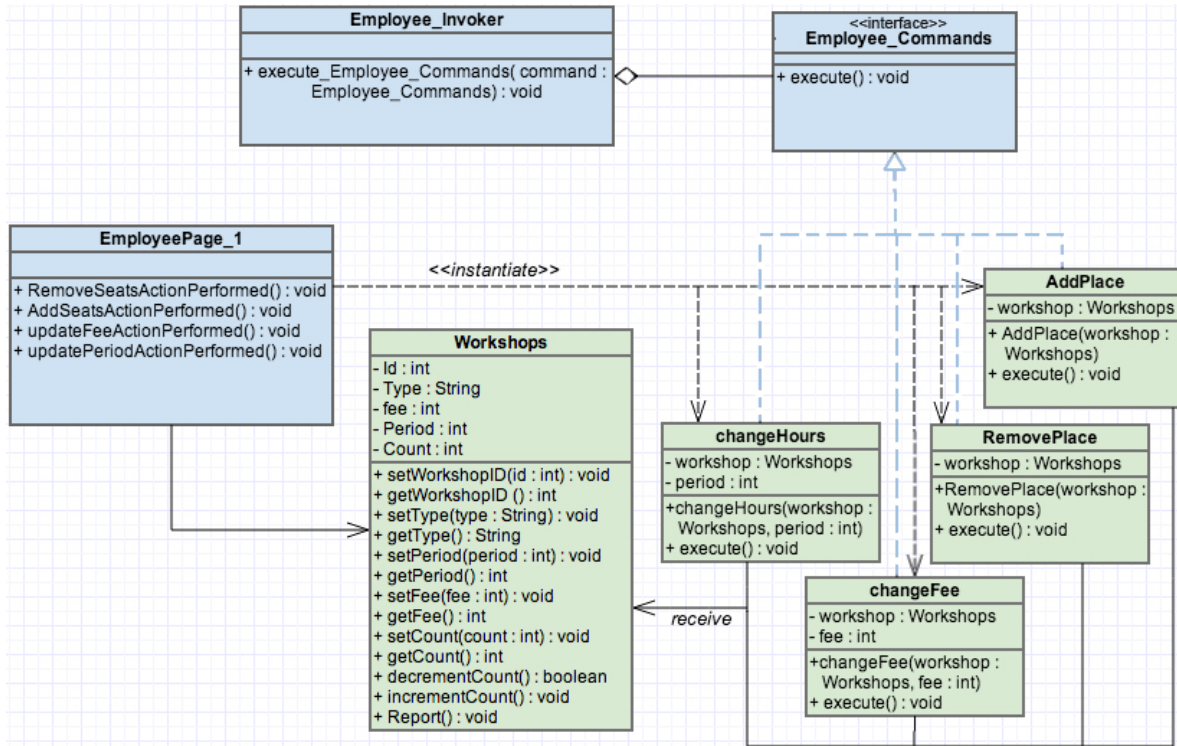 Employee_Invoker
+ execute_Employee_Commands( command :
Employee_Commands) : void
<<interface>>
Employee_Commands
+ execute() : void
EmployeePage_1
+ RemoveSeatsActionPerformed() : void
+ AddSeatsActionPerformed() : void
+ updateFeeActionPerformed() : void
+ updatePeriodActionPerformed() : void
<<instantiate>>
Workshops
- Id : int
- Type : String
- fee : int
- Period : int
- Count : int
+ setWorkshopID(id : int) : void
+ getWorkshopID () : int
+ setType(type : String) : void
+ getType() : String
+ setPeriod(period : int) : void
+ getPeriod() : int
+ setFee(fee : int) : void
+ getFee() : int
+ setCount(count : int) : void
+ getCount() : int
+ decrementCount() : boolean
+ incrementCount() : void
+ Report() : void
receive
changeHours
- workshop : Workshops
- period : int
+changeHours(workshop :
Workshops, period : int)
+ execute() : void
changeFee
- workshop : Workshops
- fee : int
+changeFee(workshop :
Workshops, fee : int)
+ execute() : void
RemovePlace
- workshop : Workshops
+RemovePlace(workshop :
Workshops)
+ execute() : void
AddPlace
- workshop : Workshops
+ AddPlace(workshop :
Workshops)
+ execute() : void